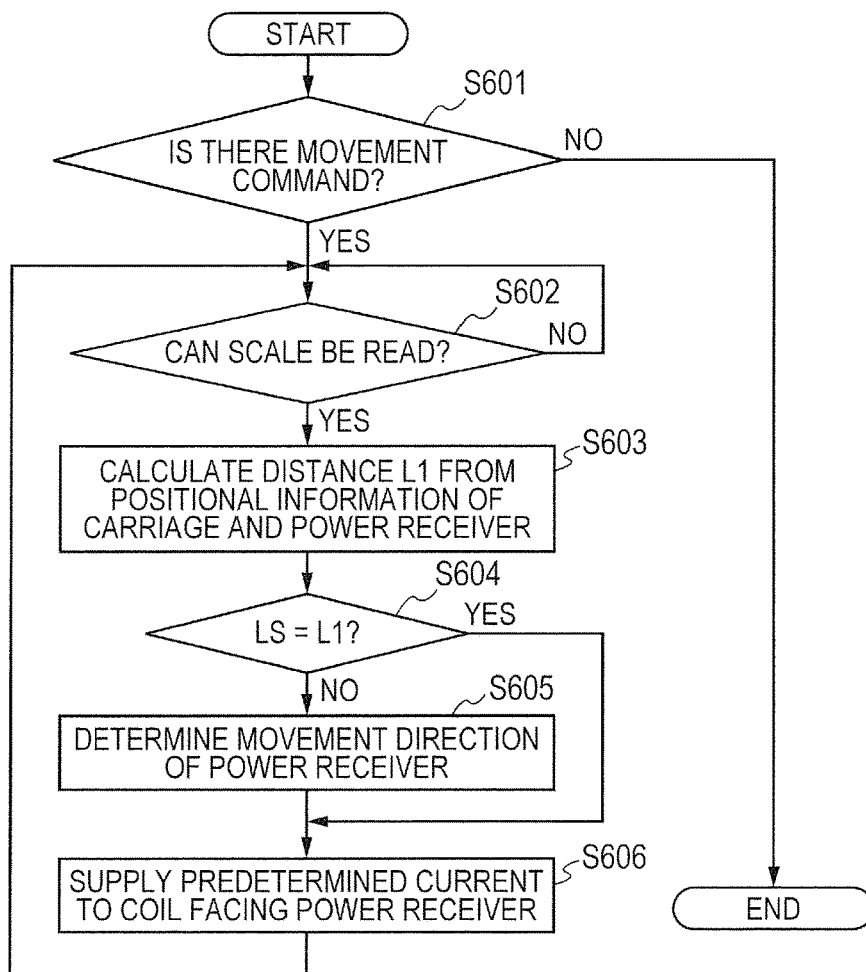 START
S601
IS THERE MOVEMENT
COMMAND?
NO
YES
S602
CAN SCALE BE READ?
NO
YES
S603
CALCULATE DISTANCE L1 FROM
POSITIONAL INFORMATION OF
CARRIAGE AND POWER RECEIVER
S604
LS = L1?
YES
NO
S605
DETERMINE MOVEMENT DIRECTION
OF POWER RECEIVER
S606
SUPPLY PREDETERMINED CURRENT
TO COIL FACING POWER RECEIVER
END